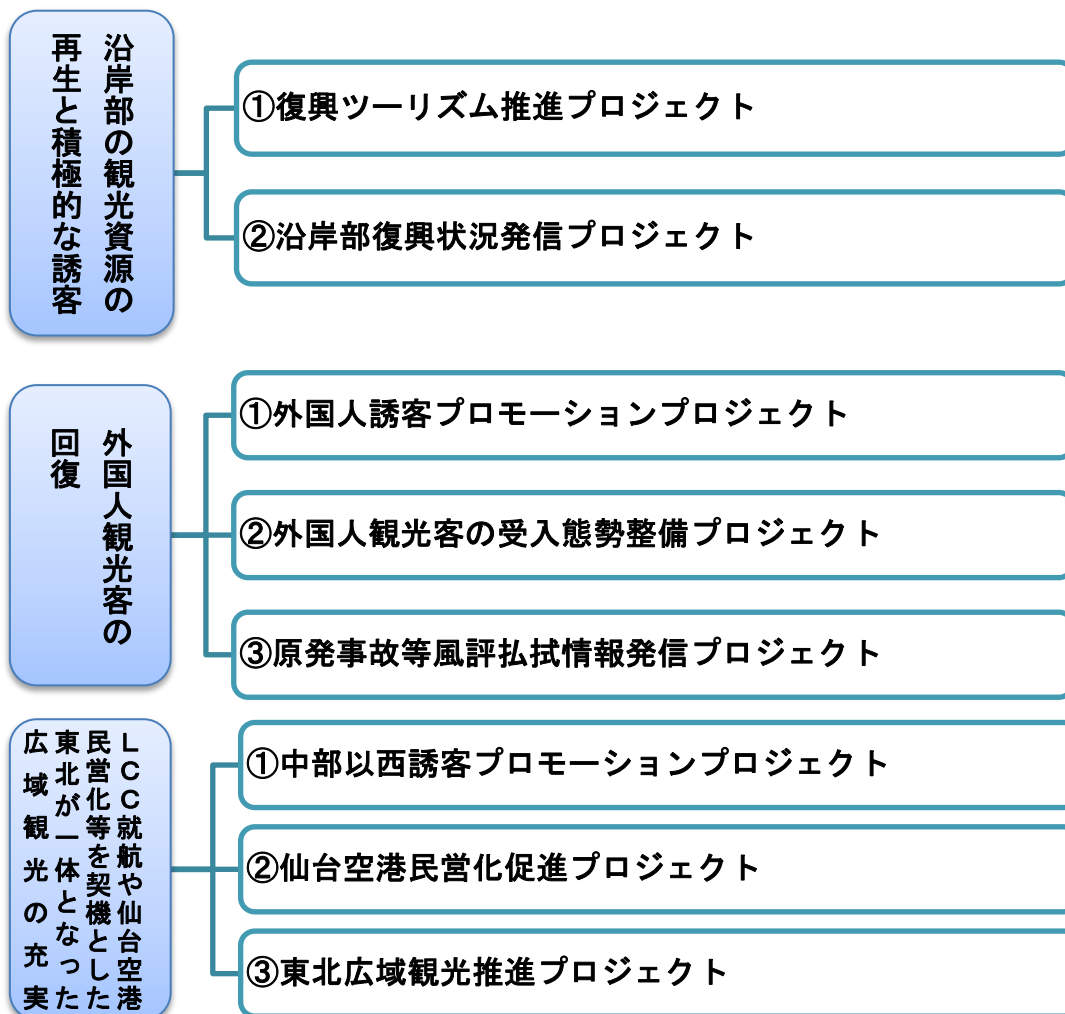 沿岸部の観光資源の
再生と積極的な誘客
①復興ツーリズム推進プロジェクト
②沿岸部復興状況発信プロジェクト
外国人観光客の
回復
①外国人誘客プロモーションプロジェクト
②外国人観光客の受入態勢整備プロジェクト
③原発事故等風評払拭情報発信プロジェクト
ＬＣＣ就航や仙台空港
民営化等を契機とした
東北が一体となった
広域観光の充実
①中部以西誘客プロモーションプロジェクト
②仙台空港民営化促進プロジェクト
③東北広域観光推進プロジェクト